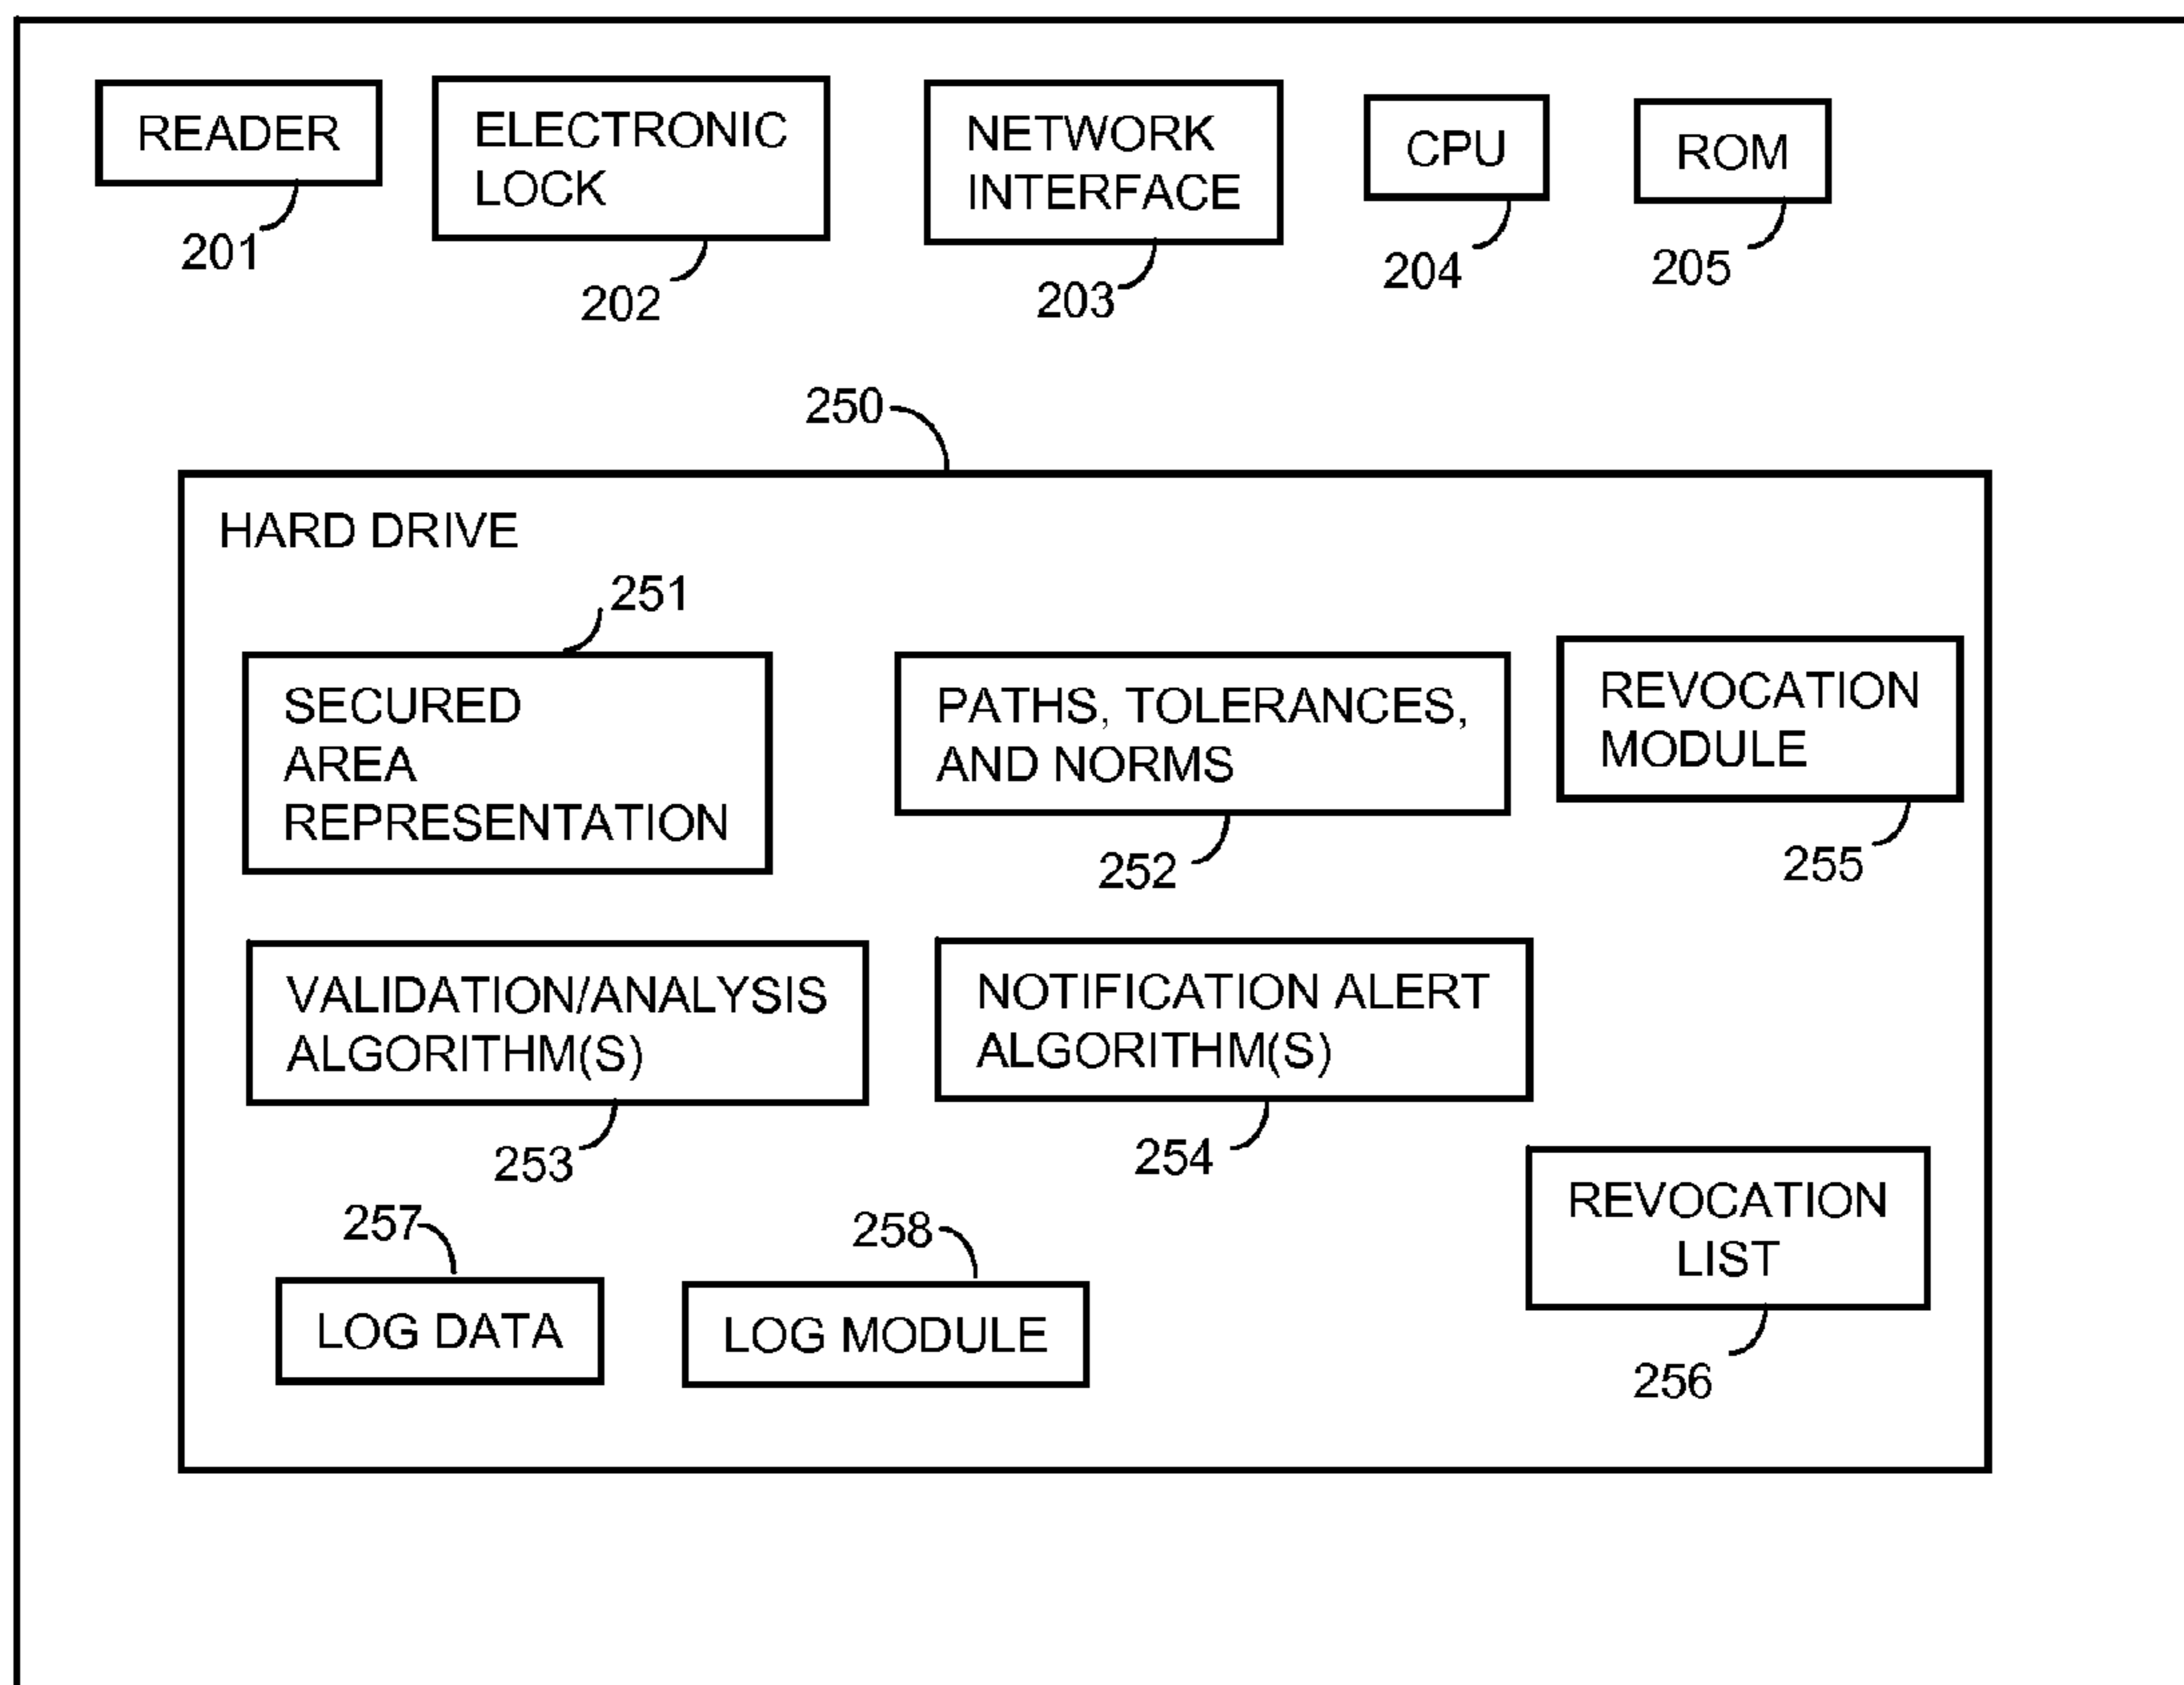 READER
201
ELECTRONIC
LOCK
202
NETWORK
INTERFACE
203
CPU
204
ROM
205
250
HARD DRIVE
251
SECURED
AREA
REPRESENTATION
PATHS, TOLERANCES,
AND NORMS
252
REVOCATION
MODULE
255
VALIDATION/ANALYSIS
ALGORITHM(S)
253
NOTIFICATION ALERT
ALGORITHM(S)
254
REVOCATION
LIST
256
257
LOG DATA
258
LOG MODULE